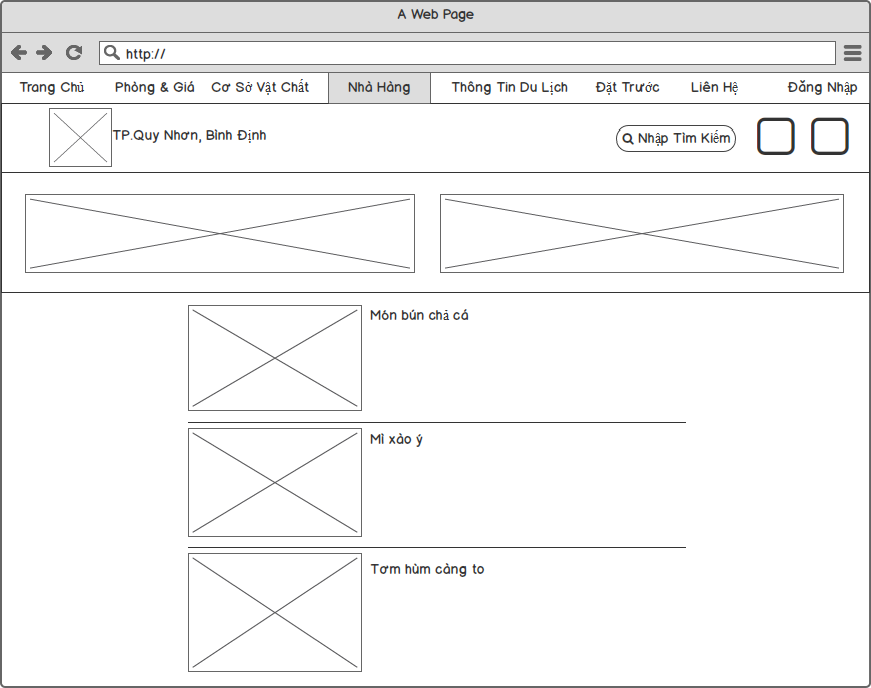 A Web Page
http://
Trang Chủ Phòng & Giá Cơ Sở Vật Chất Nhà Hàng Thông Tin Du Lịch Đặt Trước Liên Hệ Đăng Nhập
TP.Quy Nhơn, Bình Định
Nhập Tìm Kiếm
Món bún chả cá
Mì xào ý
Tơm hùm càng to